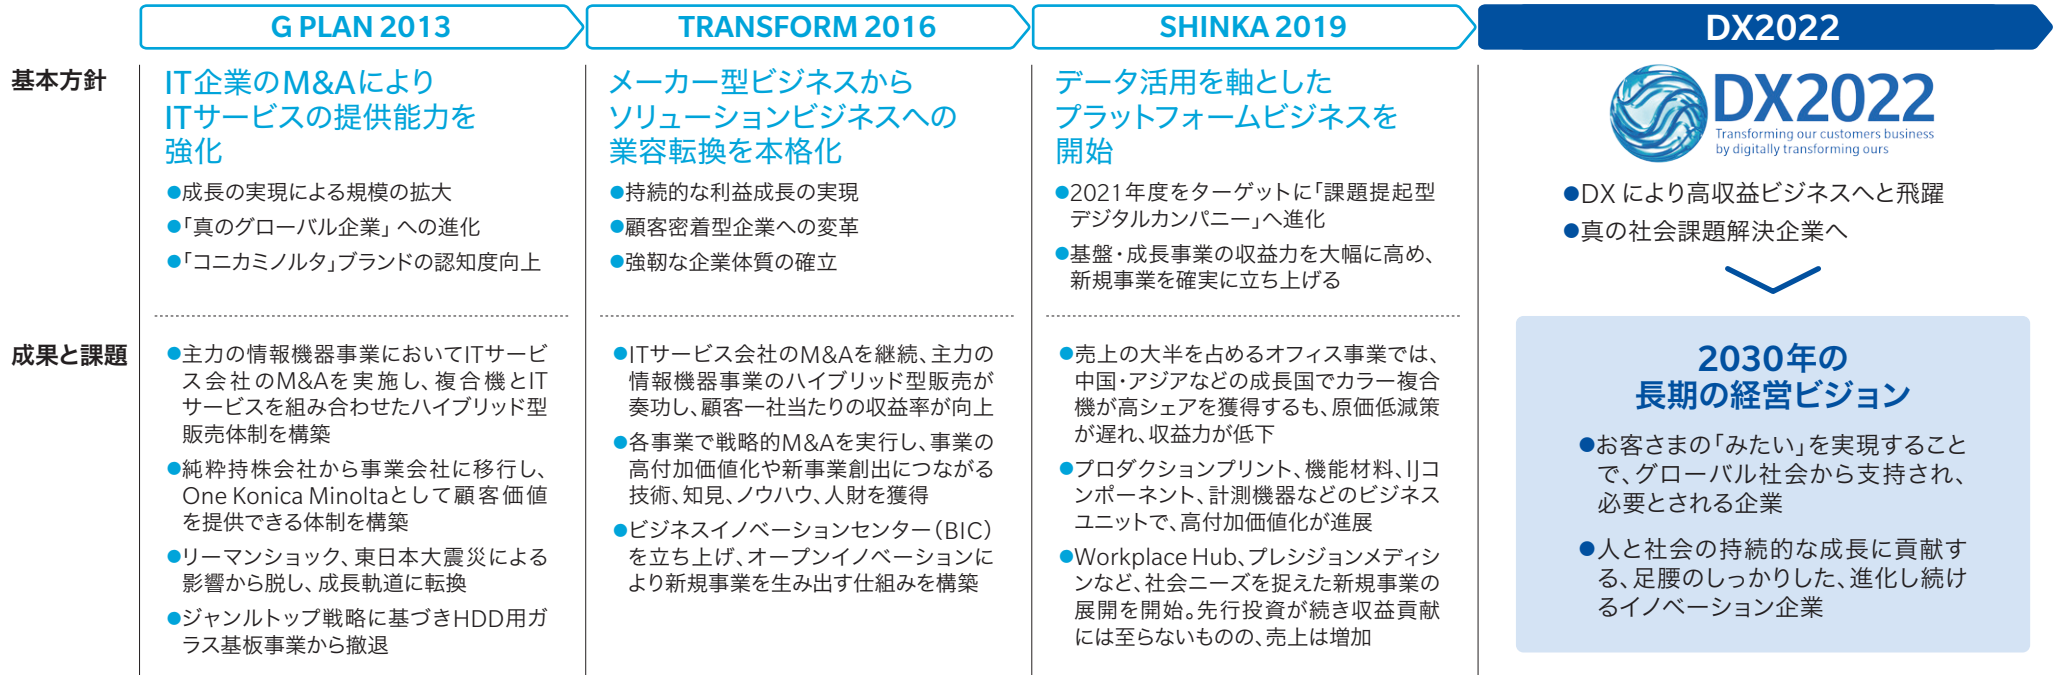 G PLAN 2013
TRANSFORM 2016
SHINKA 2019
DX2022
基本方針
IT企業のM&Aにより
ITサービスの提供能力を
強化
●成長の実現による規模の拡大
●「真のグローバル企業」 への進化
●「コニカミノルタ」ブランドの認知度向上
メーカー型ビジネスから
ソリューションビジネスへの
業容転換を本格化
●持続的な利益成長の実現
●顧客密着型企業への変革
●強靭な企業体質の確立
データ活用を軸とした
プラットフォームビジネスを
開始
●2021年度をターゲットに「課題提起型
デジタルカンパニー」へ進化
●基盤・成長事業の収益力を大幅に高め、
新規事業を確実に立ち上げる
DX2022
Transforming our customers business
by digitally transforming ours
●DX により高収益ビジネスへと飛躍
●真の社会課題解決企業へ
成果と課題
●主力の情報機器事業においてITサービ
ス会社のM&Aを実施し、複合機とIT
サービスを組み合わせたハイブリッド型
販売体制を構築
●純粋持株会社から事業会社に移行し、
One Konica Minoltaとして顧客価値
を提供できる体制を構築
●リーマンショック、東日本大震災による
影響から脱し、成長軌道に転換
●ジャンルトップ戦略に基づきHDD用ガ
ラス基板事業から撤退
●ITサービス会社のM&Aを継続、主力の
情報機器事業のハイブリッド型販売が
奏功し、顧客一社当たりの収益率が向上
●各事業で戦略的M&Aを実行し、事業の
高付加価値化や新事業創出につながる
技術、知見、ノウハウ、人財を獲得
●ビジネスイノベーションセンター（BIC）
を立ち上げ、オープンイノベーションに
より新規事業を生み出す仕組みを構築
●売上の大半を占めるオフィス事業では、
中国・アジアなどの成長国でカラー複合
機が高シェアを獲得するも、原価低減策
が遅れ、収益力が低下
●プロダクションプリント、機能材料、IJコ
ンポーネント、計測機器などのビジネス
ユニットで、高付加価値化が進展
●Workplace Hub、プレシジョンメディシ
ンなど、社会ニーズを捉えた新規事業の
展開を開始。先行投資が続き収益貢献
には至らないものの、売上は増加
2030年の
長期の経営ビジョン
●お客さまの「みたい」を実現すること
で、グローバル社会から支持され、
必要とされる企業
●人と社会の持続的な成長に貢献す
る、足腰のしっかりした、進化し続け
るイノベーション企業